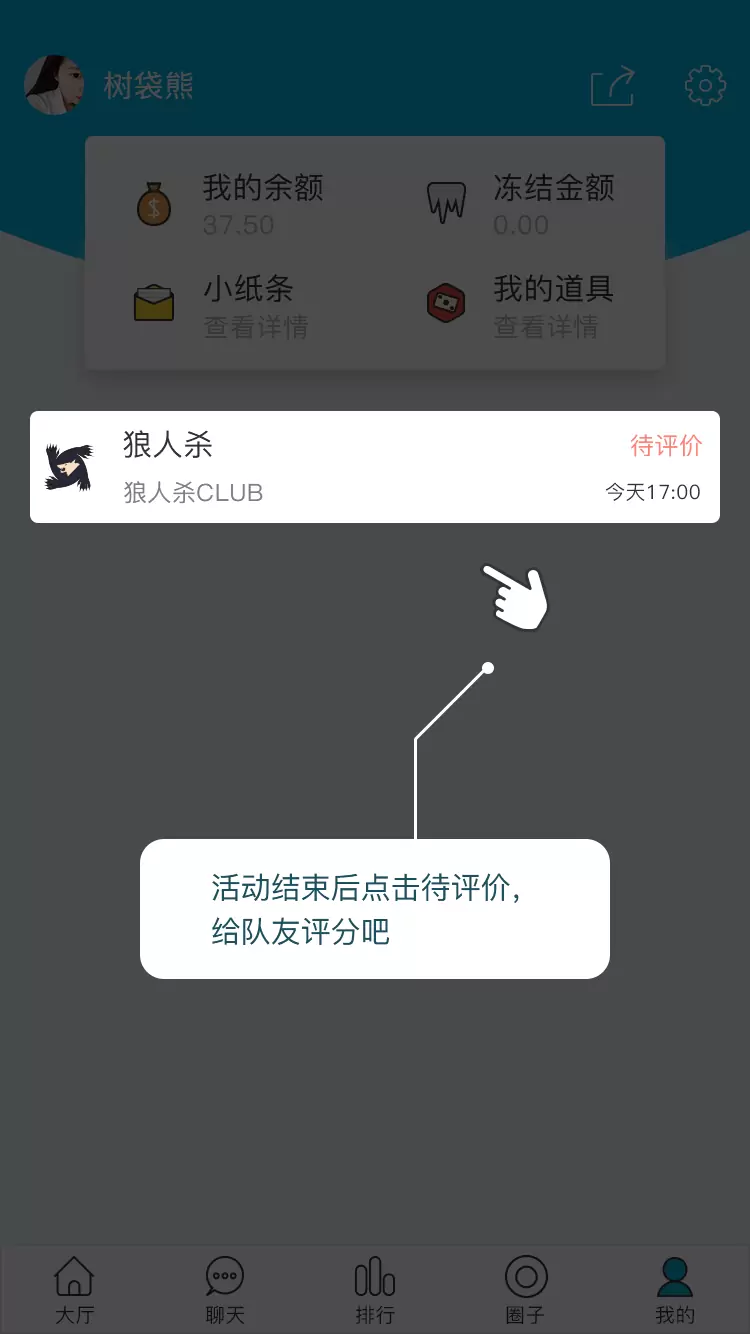 树袋熊
我的余额
37.50
冻结金额
0.00
小纸条
查看详情
我的道具
查看详情
狼人杀
待评价
狼人杀CLUB
今天17:00
活动结束后点击待评价，
给队友评分吧
大厅
聊天
排行
圈子
我的